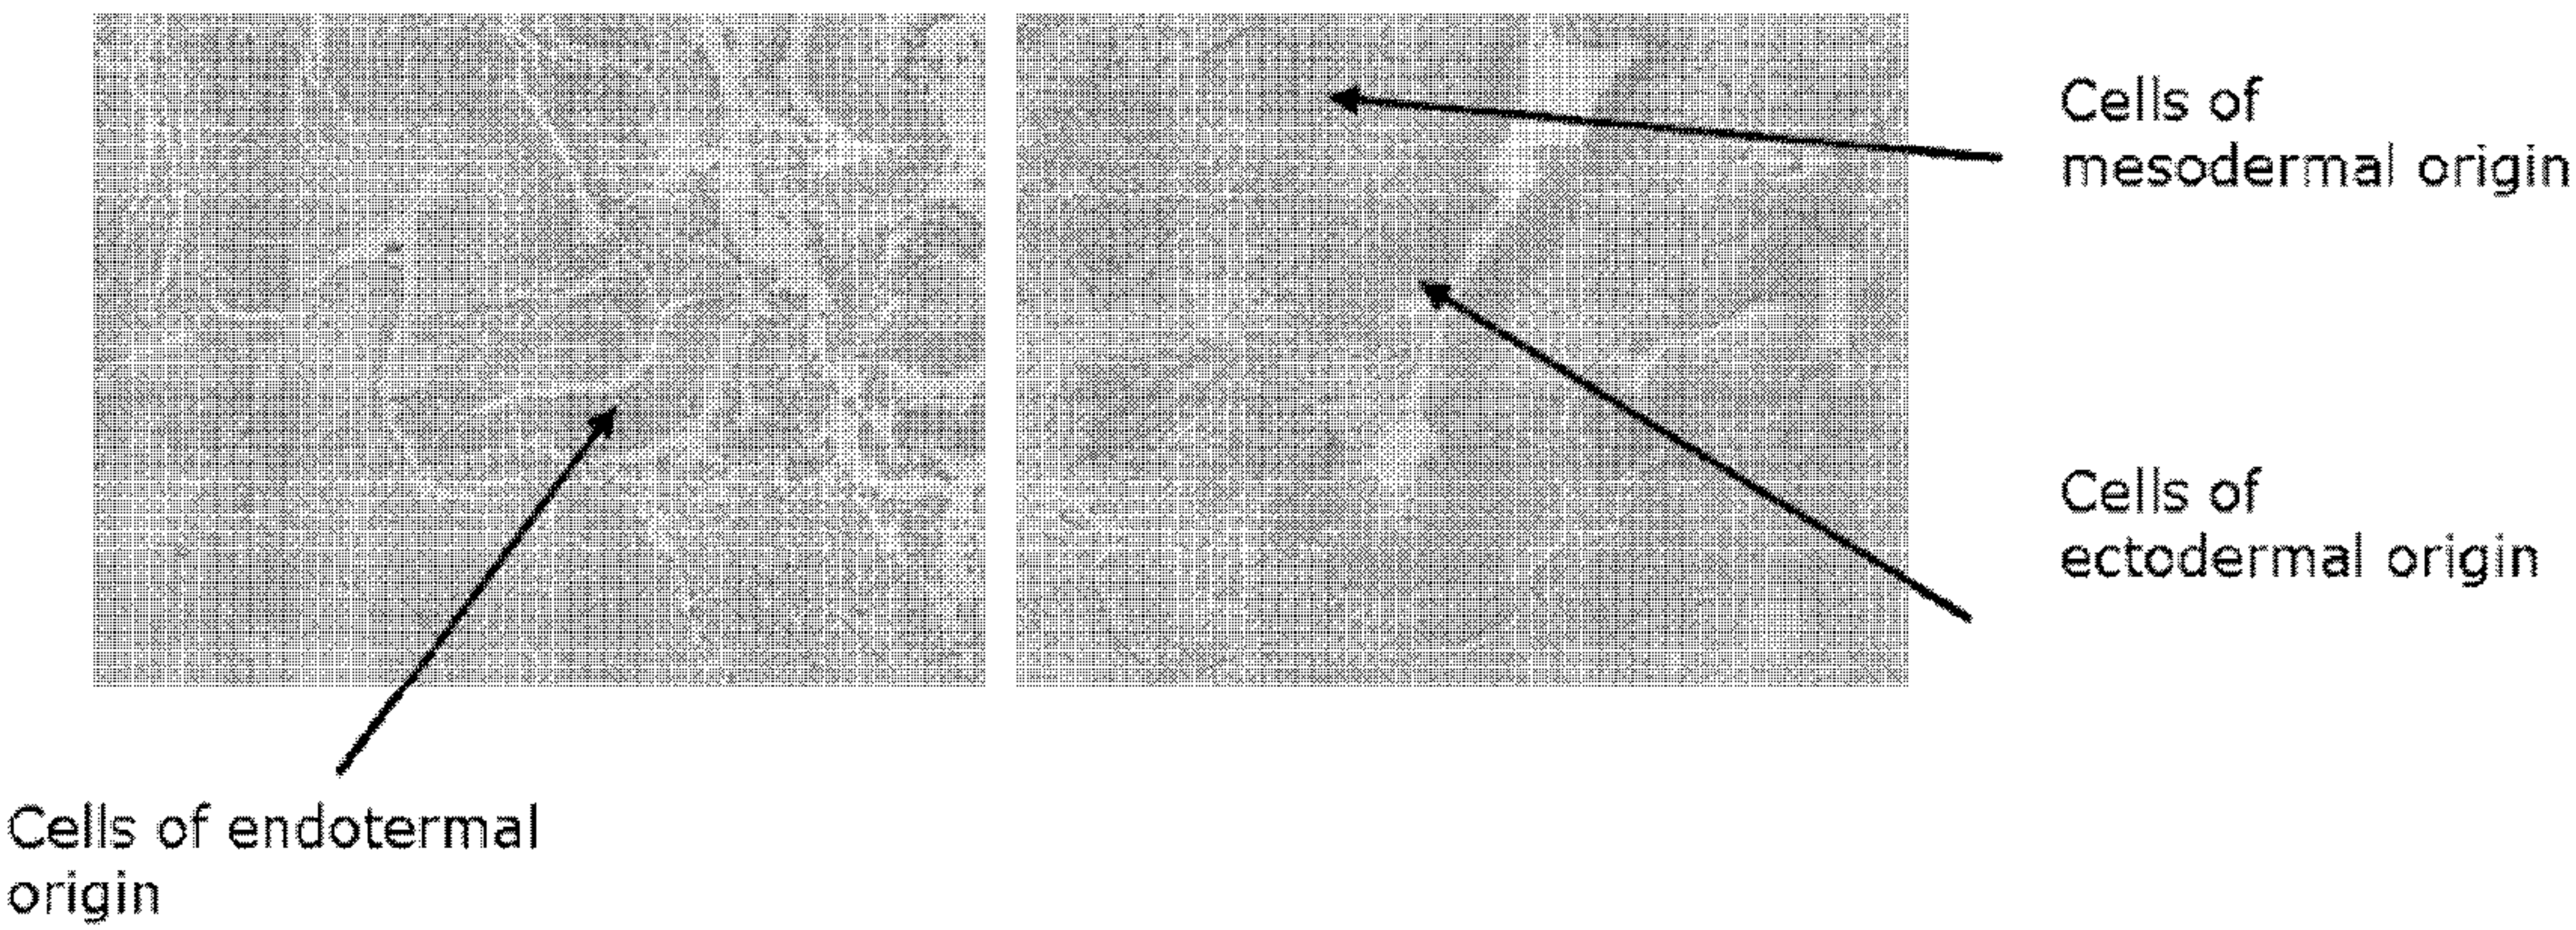 Cells of
mesodermal origin
Cells of
ectodermal origin
Cells of endotermal
origin